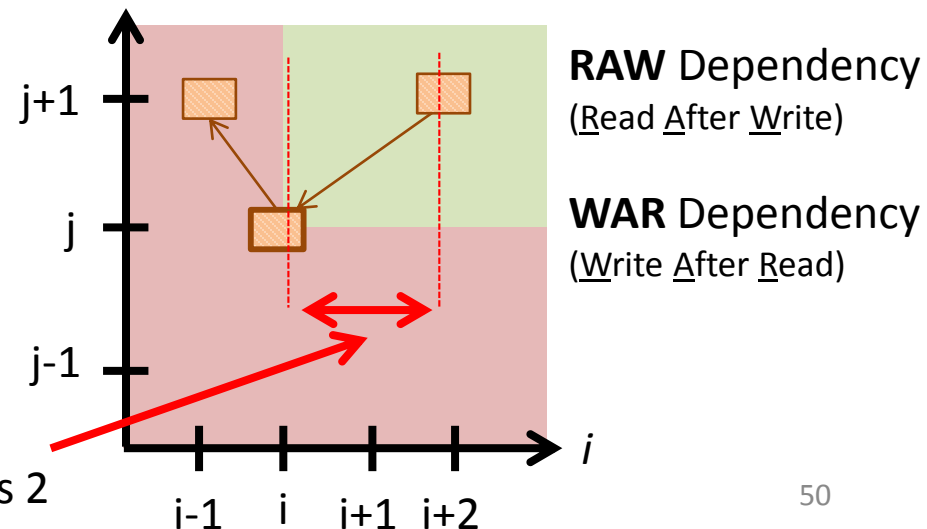 j+1
j
j-1
i-1 i i+1 i+2
i
s 2
RAW Dependency
(Read After Write)
WAR Dependency
(Write After Read)
50